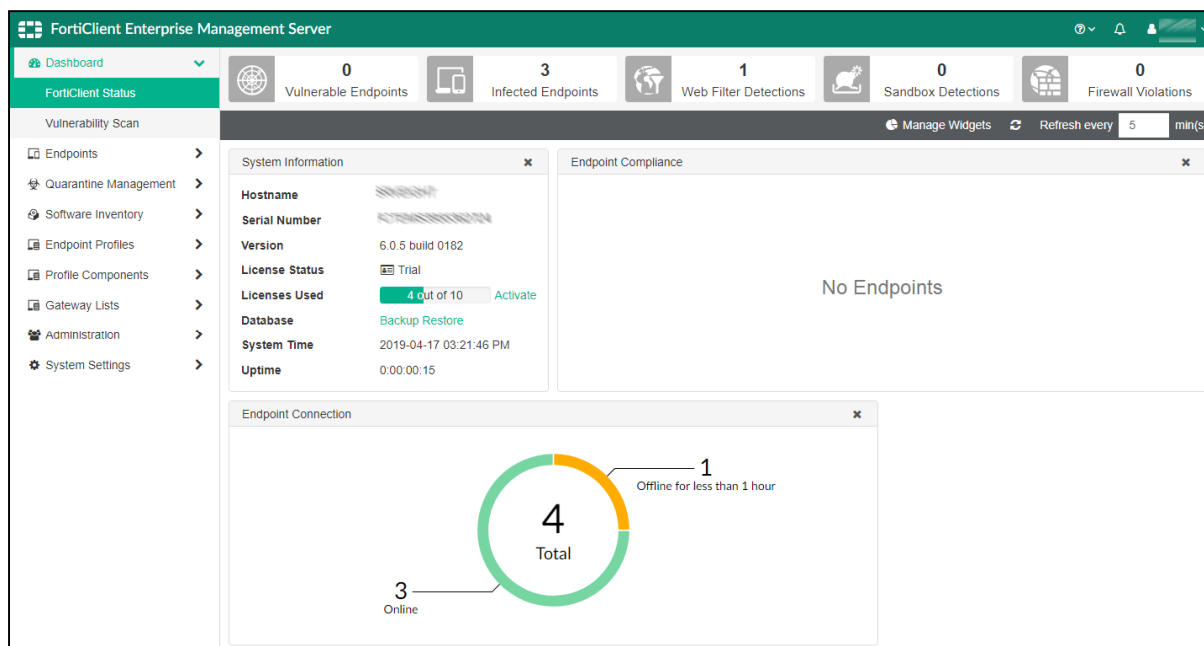 FortiClient Enterprise Management Server
Dashboard
FortiClient Status
Vulnerability Scan
Endpoints
Quarantine Management
Software Inventory
Endpoint Profiles
Profile Components
Gateway Lists
Administration
System Settings
0
Vulnerable Endpoints
3
Infected Endpoints
1
Web Filter Detections
0
Sandbox Detections
0
Firewall Violations
Manage Widgets Refresh every 5 min(s
System Information
Hostname
Serial Number
Version 6.0.5 build 0182
License Status Trial
Licenses Used 4 out of 10 Activate
Database Backup Restore
System Time 2019-04-17 03:21:46 PM
Uptime 0:00:00:15
Endpoint Compliance
No Endpoints
Endpoint Connection
1
Offline for less than 1 hour
4
Total
3
Online